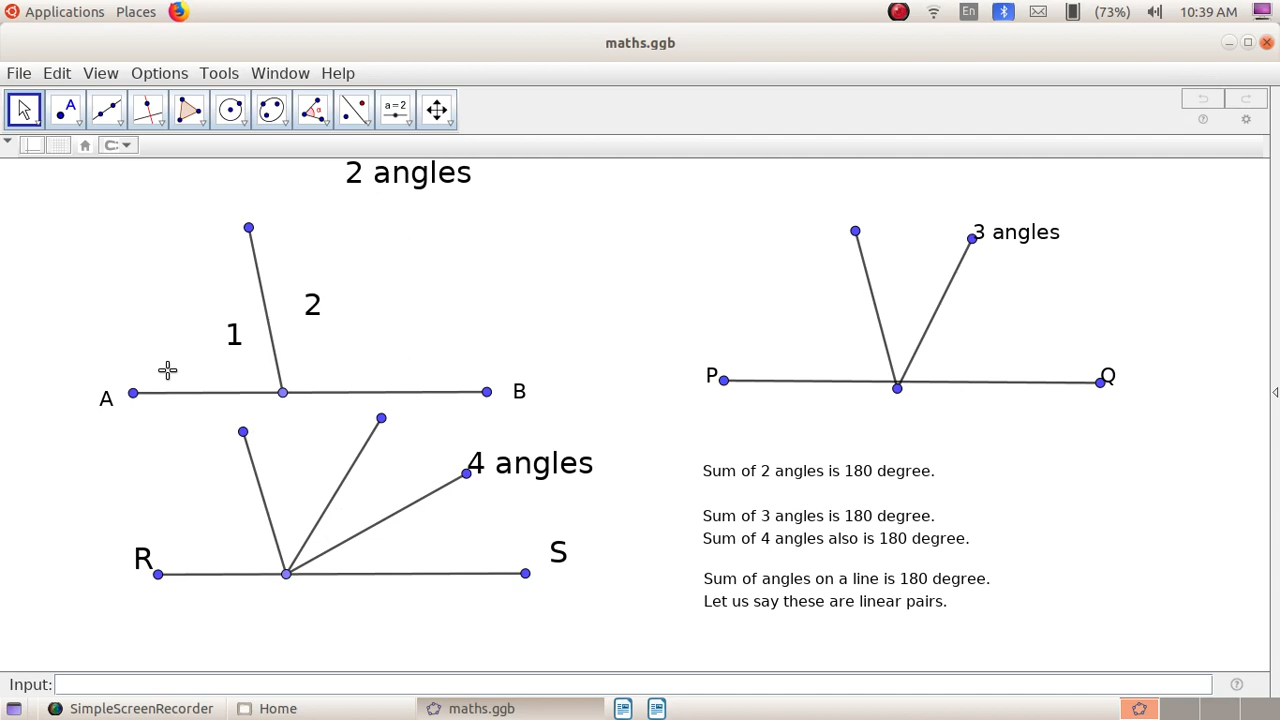 Applications Places En (73%) 10:39 AM
maths.ggb
File Edit View Options Tools Window Help
A a=2
2 angles
3 angles
2
1
P Q
A B
4 angles
Sum of 2 angles is 180 degree.
Sum of 3 angles is 180 degree.
Sum of 4 angles also is 180 degree.
R S
Sum of angles on a line is 180 degree.
Let us say these are linear pairs.
Input:
SimpleScreenRecorder Home maths.ggb